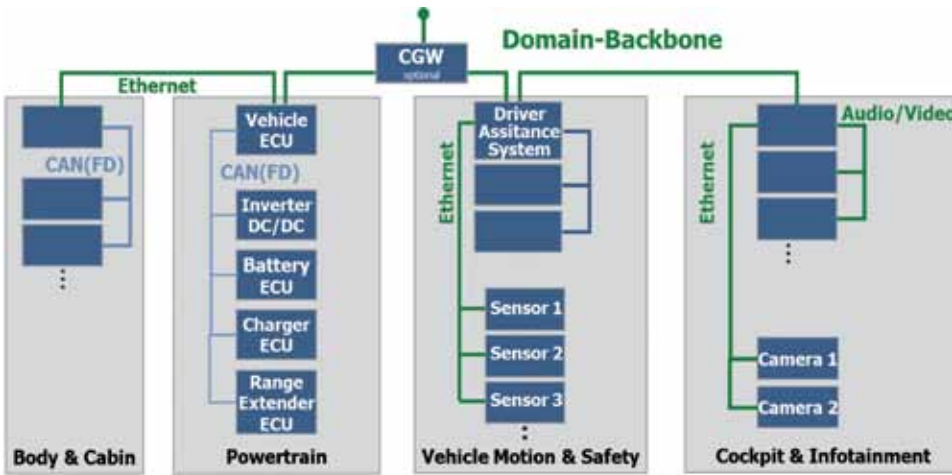 CGW
optional
Domain-Backbone
Ethernet
Vehicle
ECU
Driver
Assitance
System
Audio/Video
CAN(FD)
CAN(FD)
Ethernet
Ethernet
Inverter
DC/DC
Battery
ECU
Charger
ECU
Range
Extender
ECU
Sensor 1
Sensor 2
Sensor 3
Camera 1
Camera 2
Body & Cabin
Powertrain
Vehicle Motion & Safety
Cockpit & Infotainment